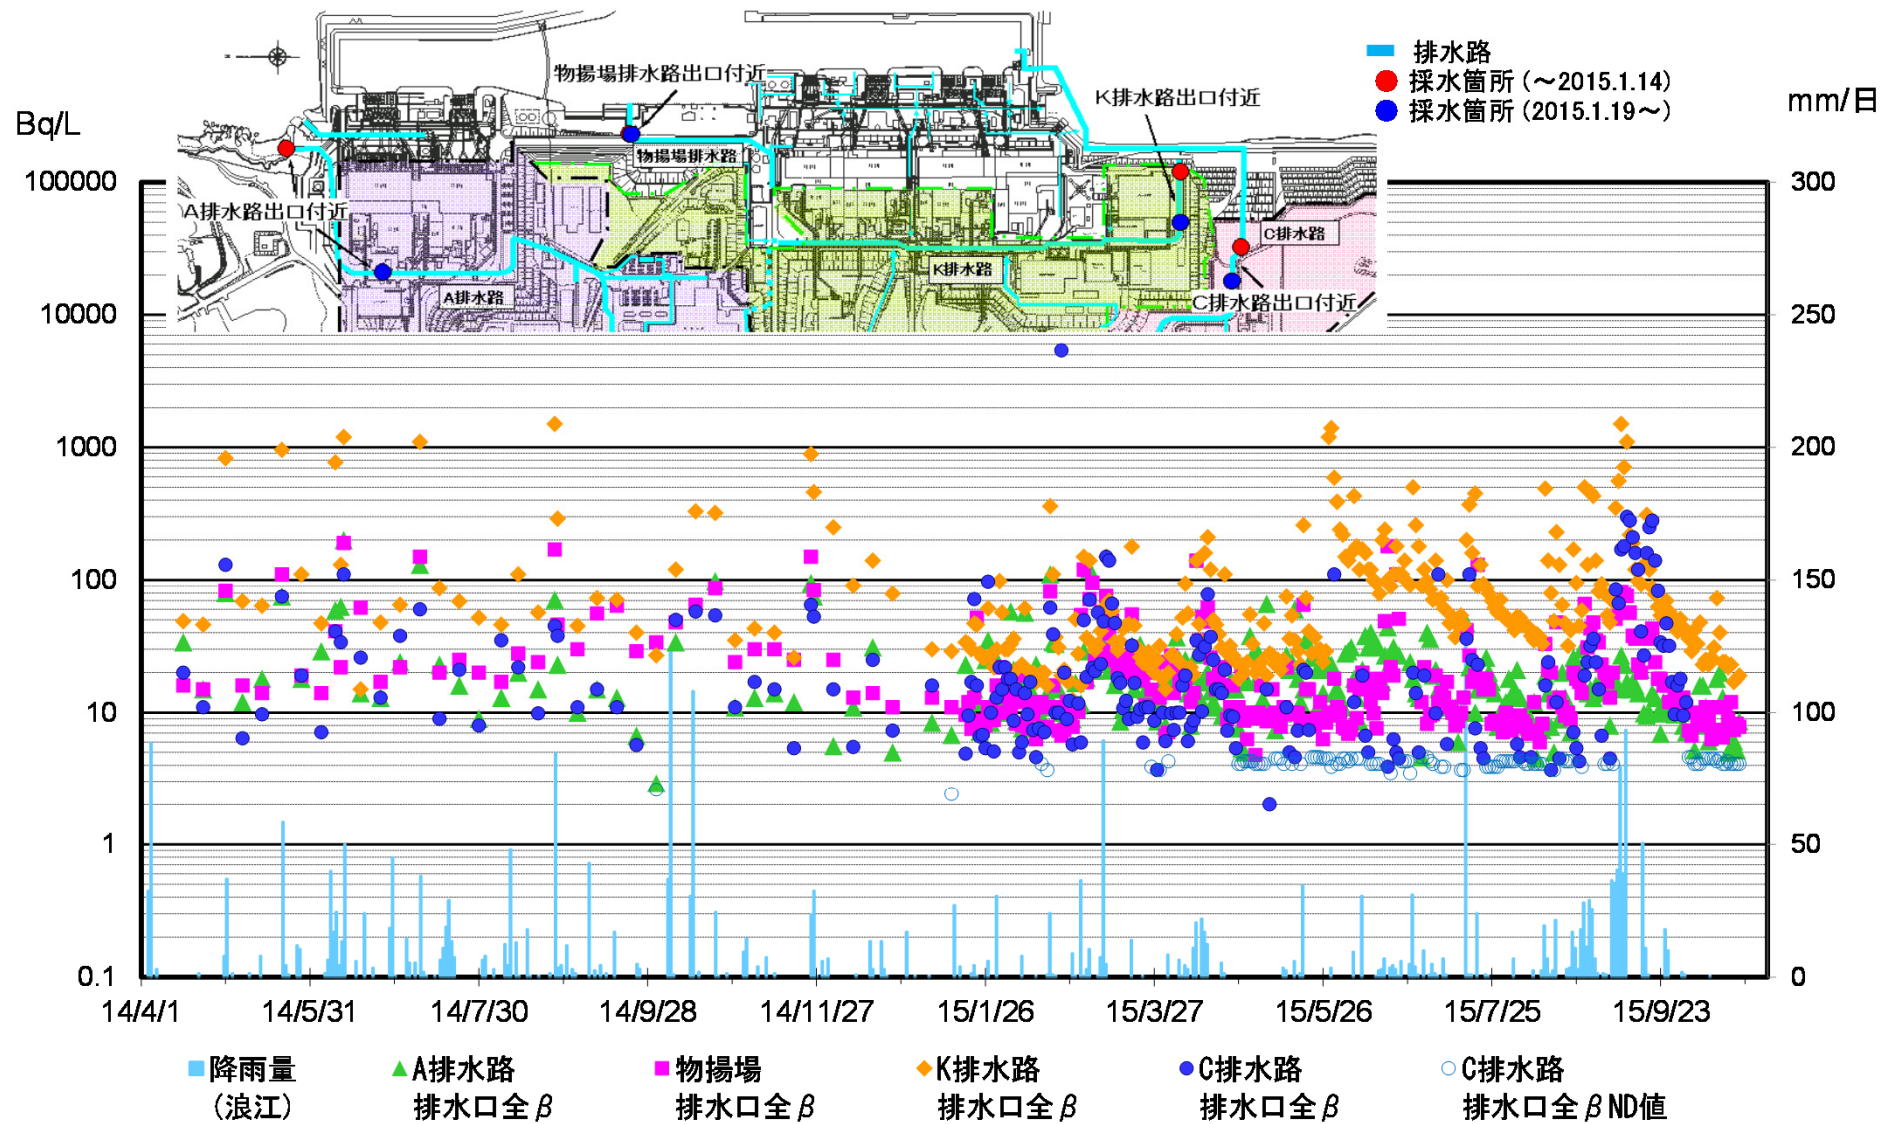 排水路
採水箇所(～2015.1.14)
採水箇所(2015.1.19～)
物揚場排水路出口付近
K排水路出口付近
物揚場排水路
A排水路出口付近
C排水路
K排水路
A排水路
C排水路出口付近
Bq/L
mm/日
100000
10000
1000
100
10
1
0.1
300
250
200
150
100
50
0
14/4/1 14/5/31 14/7/30 14/9/28 14/11/27 15/1/26 15/3/27 15/5/26 15/7/25 15/9/23
降雨量
(浪江)
A排水路
排水口全β
物揚場
排水口全β
K排水路
排水口全β
C排水路
排水口全β
C排水路
排水口全βND値